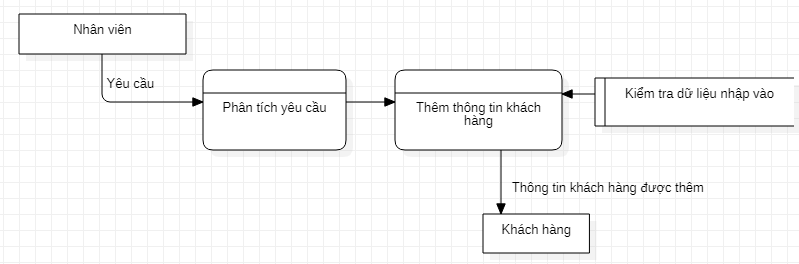 Nhân viên
Yêu cầu
Phân tích yêu cầu
Thêm thông tin khách
hàng
Kiểm tra dữ liệu nhập vào
Thông tin khách hàng được thêm
Khách hàng